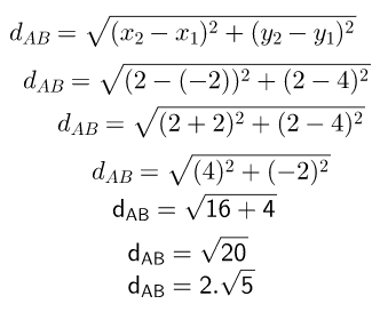 d_AB = √((x₂ − x₁)² + (y₂ − y₁)²)
d_AB = √((2 − (−2))² + (2 − 4)²)
d_AB = √((2 + 2)² + (2 − 4)²)
d_AB = √((4)² + (−2)²)
d_AB = √(16 + 4)
d_AB = √20
d_AB = 2.√5